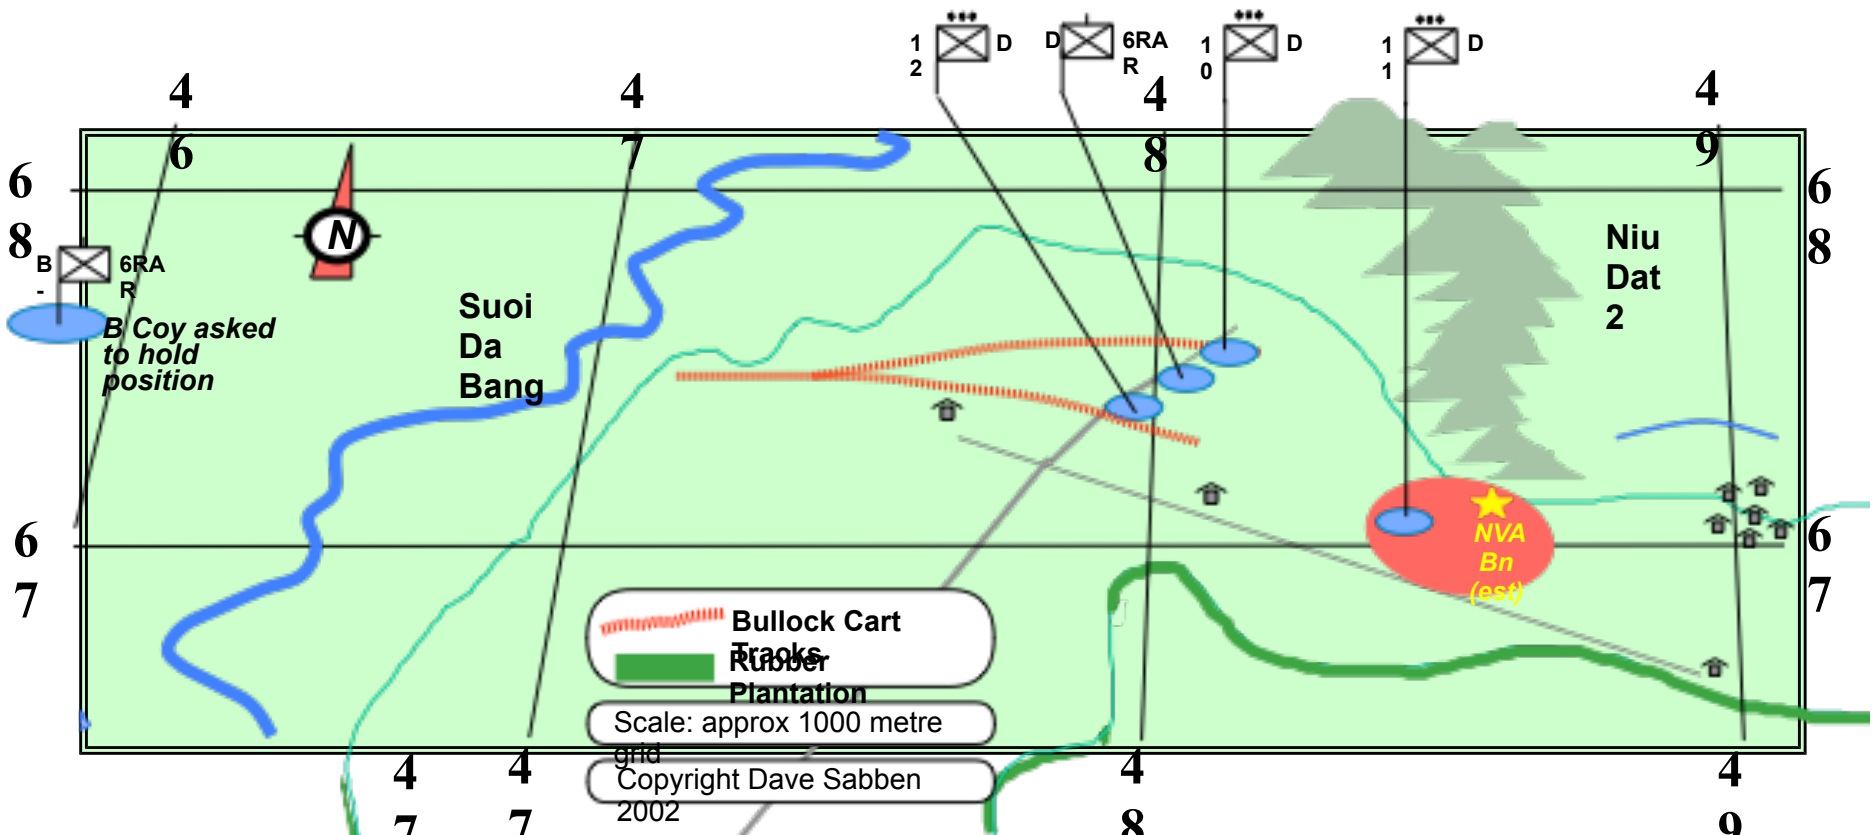 1
2
D
D
6RA
R
1
0
D
1
1
D
4
6
4
7
4
8
4
9
6
8
6
8
N
B
-
6RA
R
B Coy asked
to hold
position
Suoi
Da
Bang
Niu
Dat
2
6
7
6
7
NVA
Bn
(est)
Bullock Cart
Tracks
Rubber
Plantation
Scale: approx 1000 metre
grid
Copyright Dave Sabben
2002
4
7
4
7
4
8
4
9